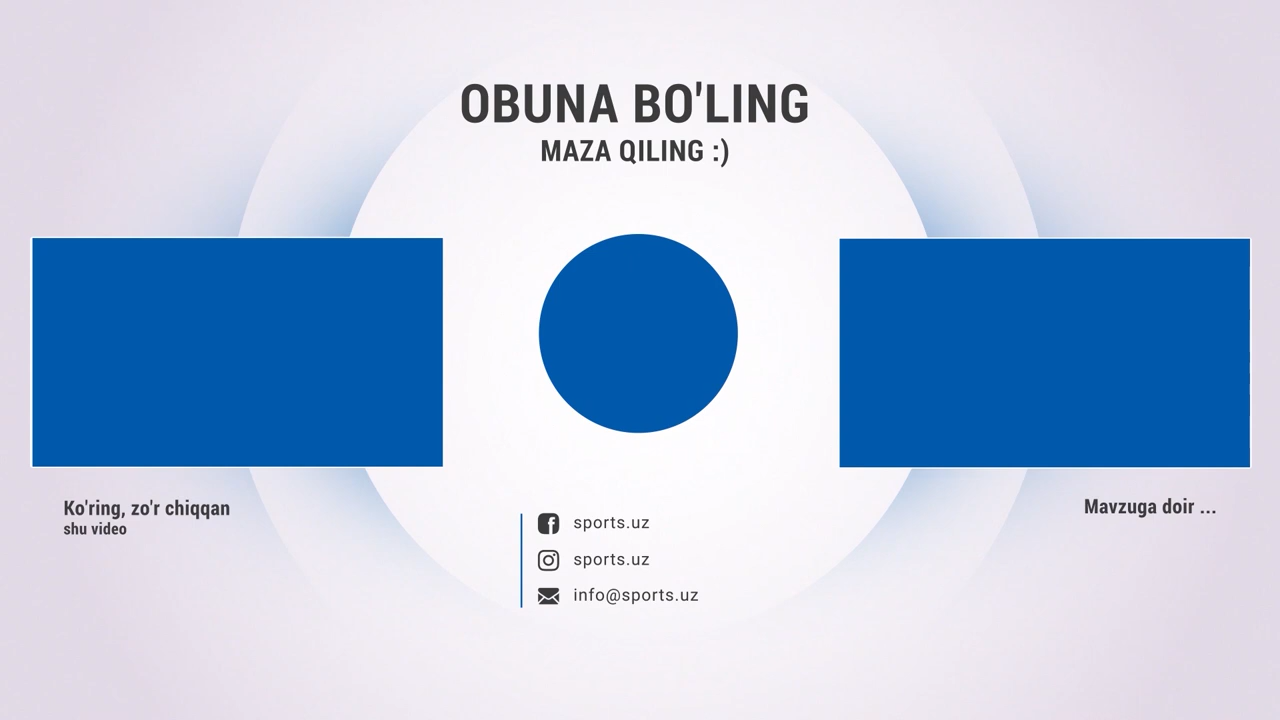 OBUNA BO'LING
MAZA QILING :)
Ko'ring, zo'r chiqqan
shu video
Mavzuga doir ...
sports.uz
sports.uz
info@sports.uz